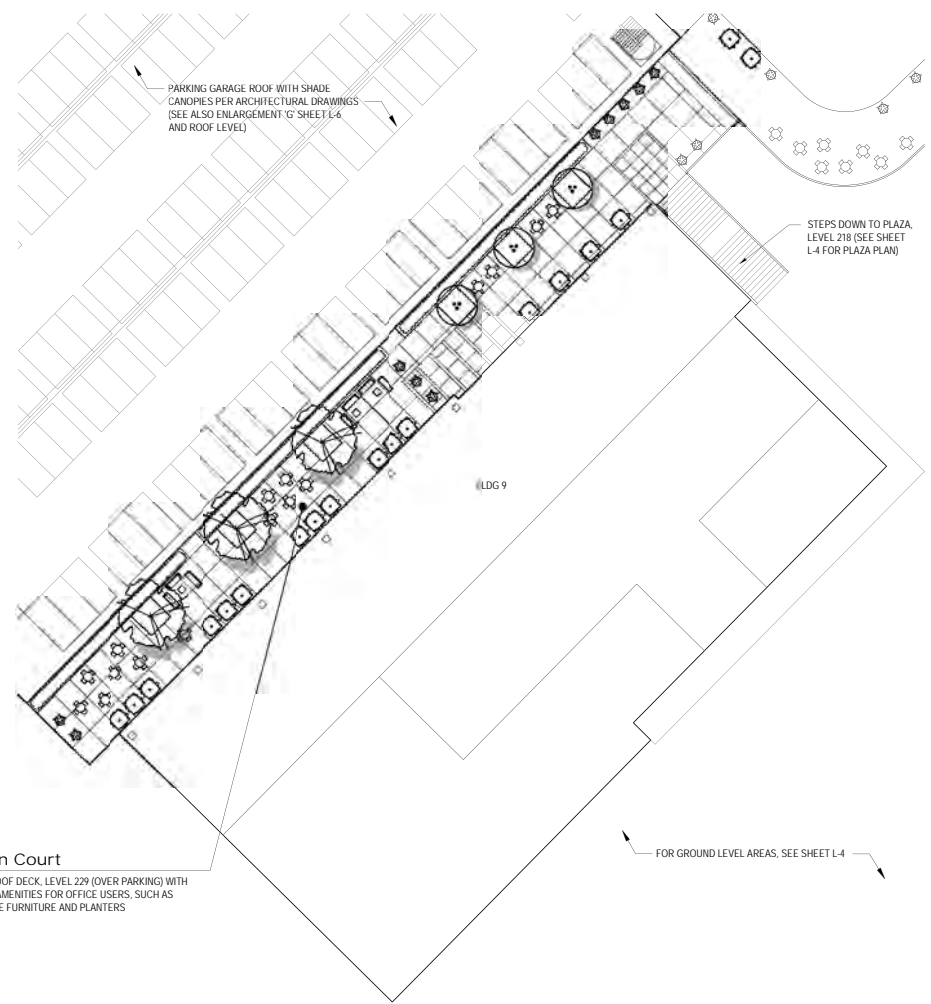 PARKING GARAGE ROOF WITH SHADE
CANOPIES PER ARCHITECTURAL DRAWINGS
(SEE ALSO ENLARGEMENT 'G' SHEET L-6
AND ROOF LEVEL)
STEPS DOWN TO PLAZA,
LEVEL 218 (SEE SHEET
L-4 FOR PLAZA PLAN)
LDG 9
n Court
OF DECK, LEVEL 229 (OVER PARKING) WITH
AMENITIES FOR OFFICE USERS, SUCH AS
E FURNITURE AND PLANTERS
FOR GROUND LEVEL AREAS, SEE SHEET L-4